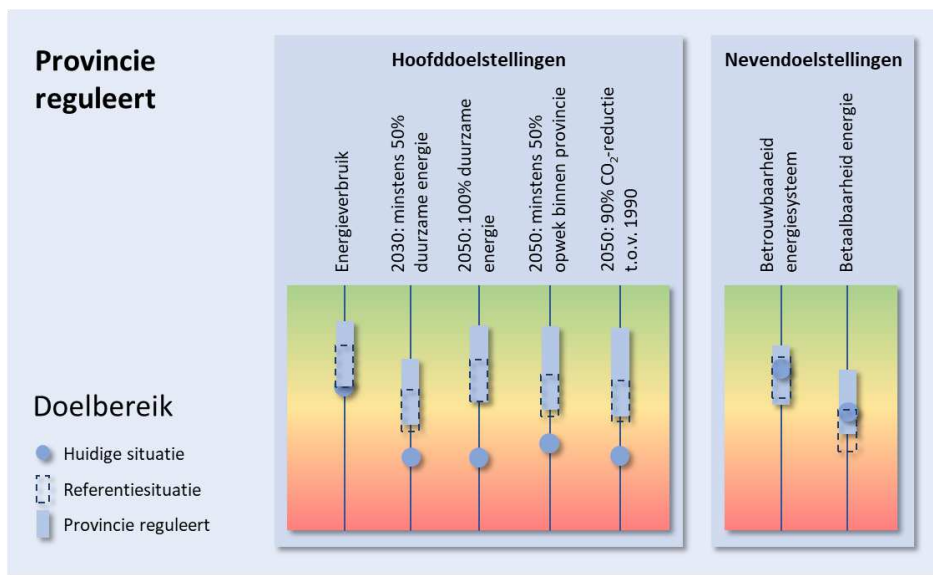 Provincie
reguleert
Hoofddoelstellingen
Energieverbruik
2030: minstens 50%
duurzame energie
2050: 100% duurzame
energie
2050: minstens 50%
opwek binnen provincie
2050: 90% CO₂-reductie
t.o.v. 1990
Nevendoelstellingen
Betrouwbaarheid
energiesysteem
Betaalbaarheid energie
Doelbereik
Huidige situatie
Referentiesituatie
Provincie reguleert